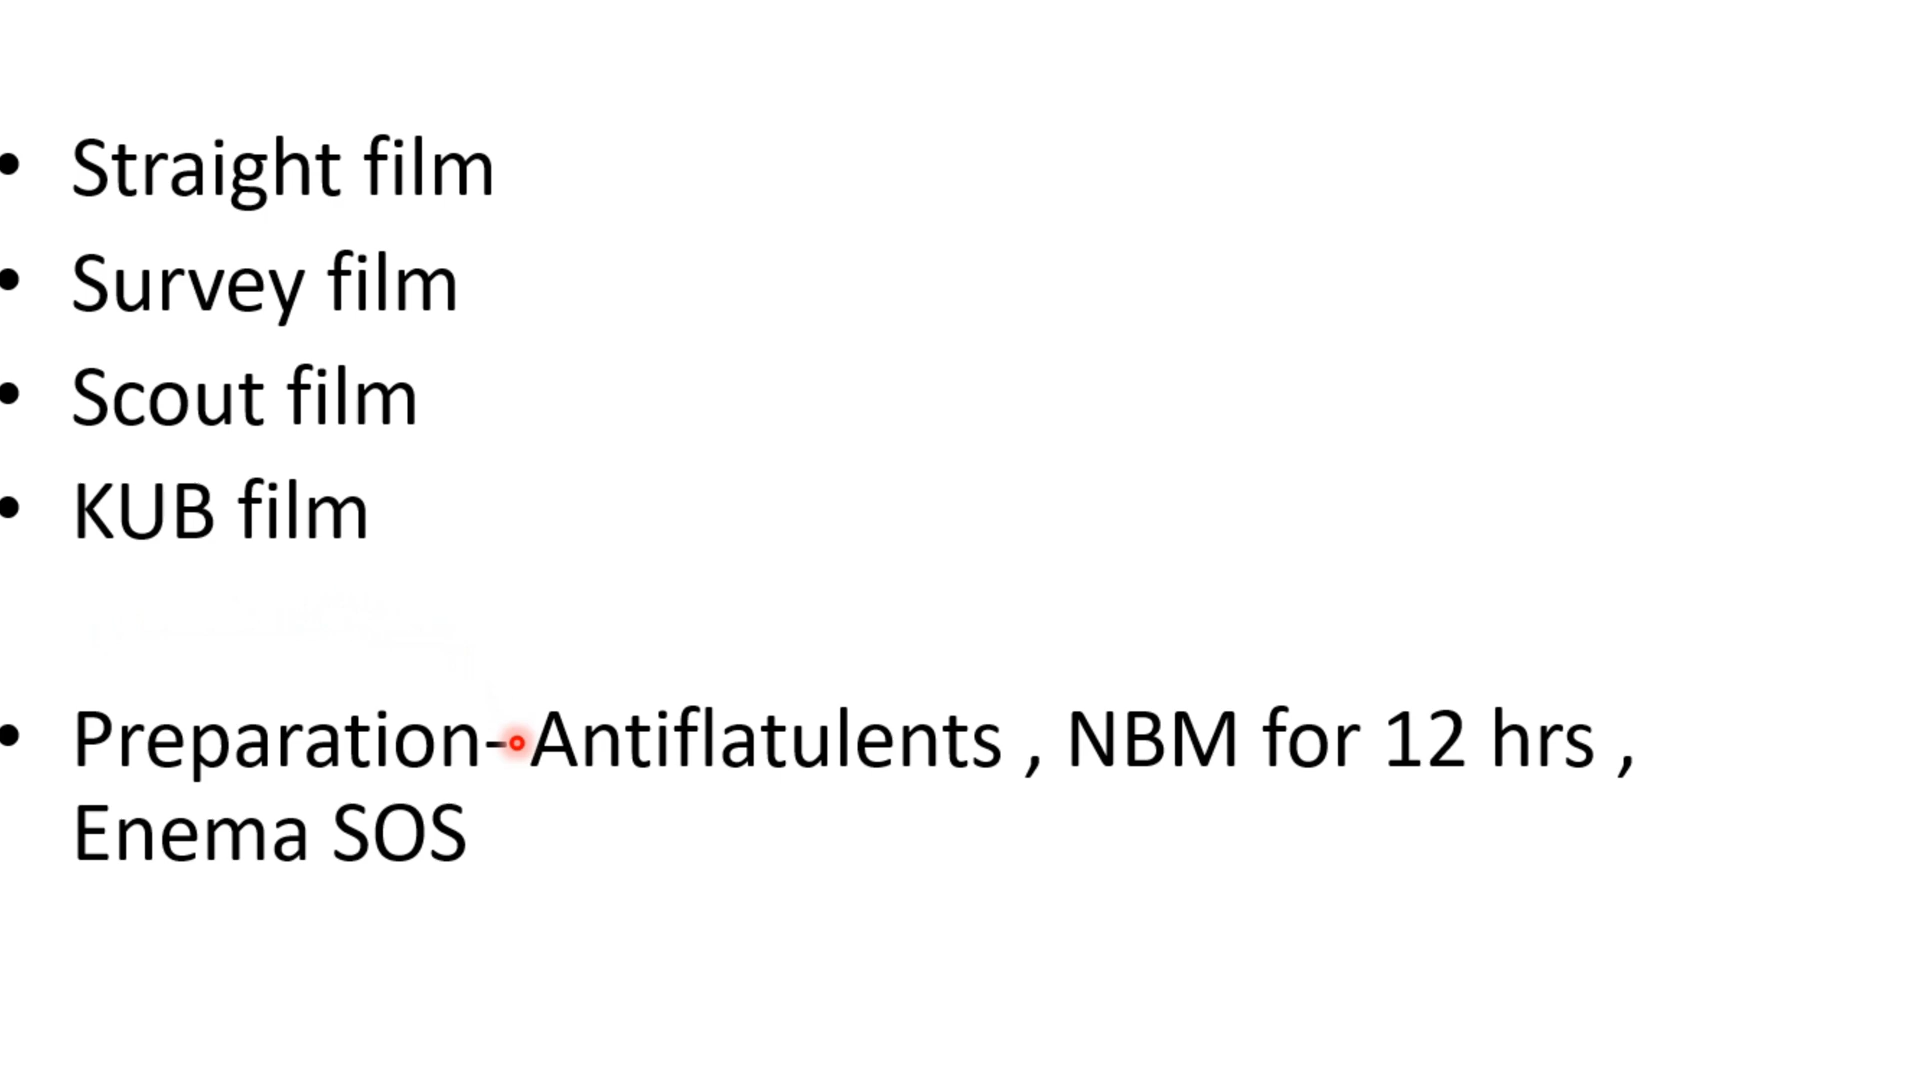 • Straight film
• Survey film
• Scout film
• KUB film
• Preparation- Antiflatulents , NBM for 12 hrs ,
Enema SOS